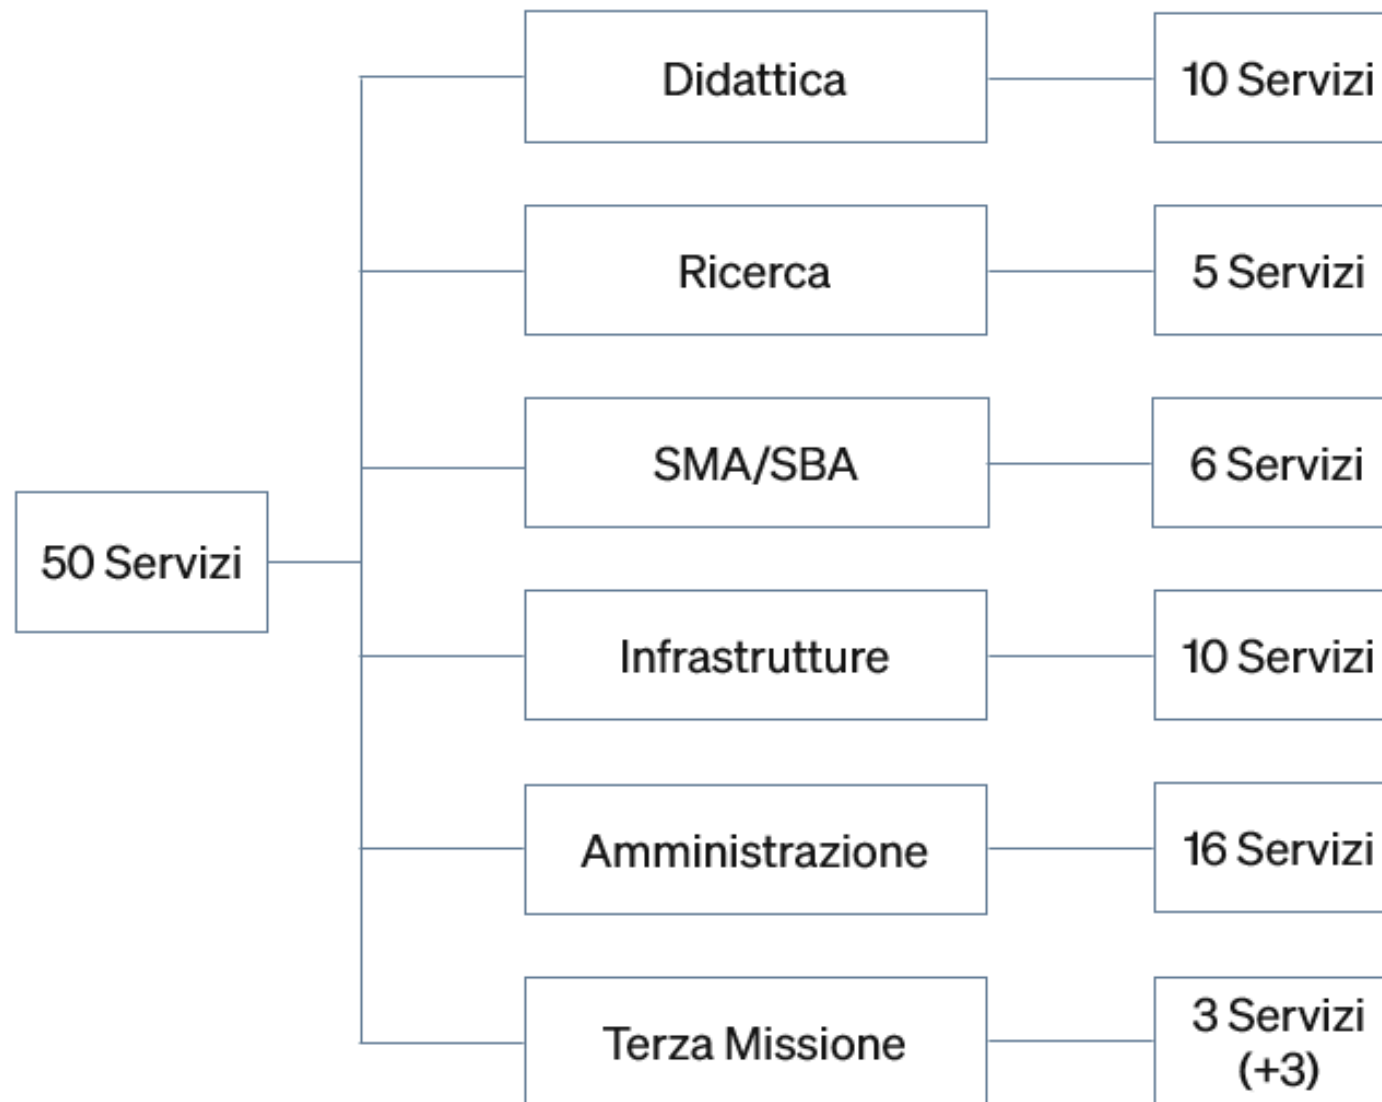 Didattica
10 Servizi
Ricerca
5 Servizi
SMA/SBA
6 Servizi
50 Servizi
Infrastrutture
10 Servizi
Amministrazione
16 Servizi
Terza Missione
3 Servizi
(+3)